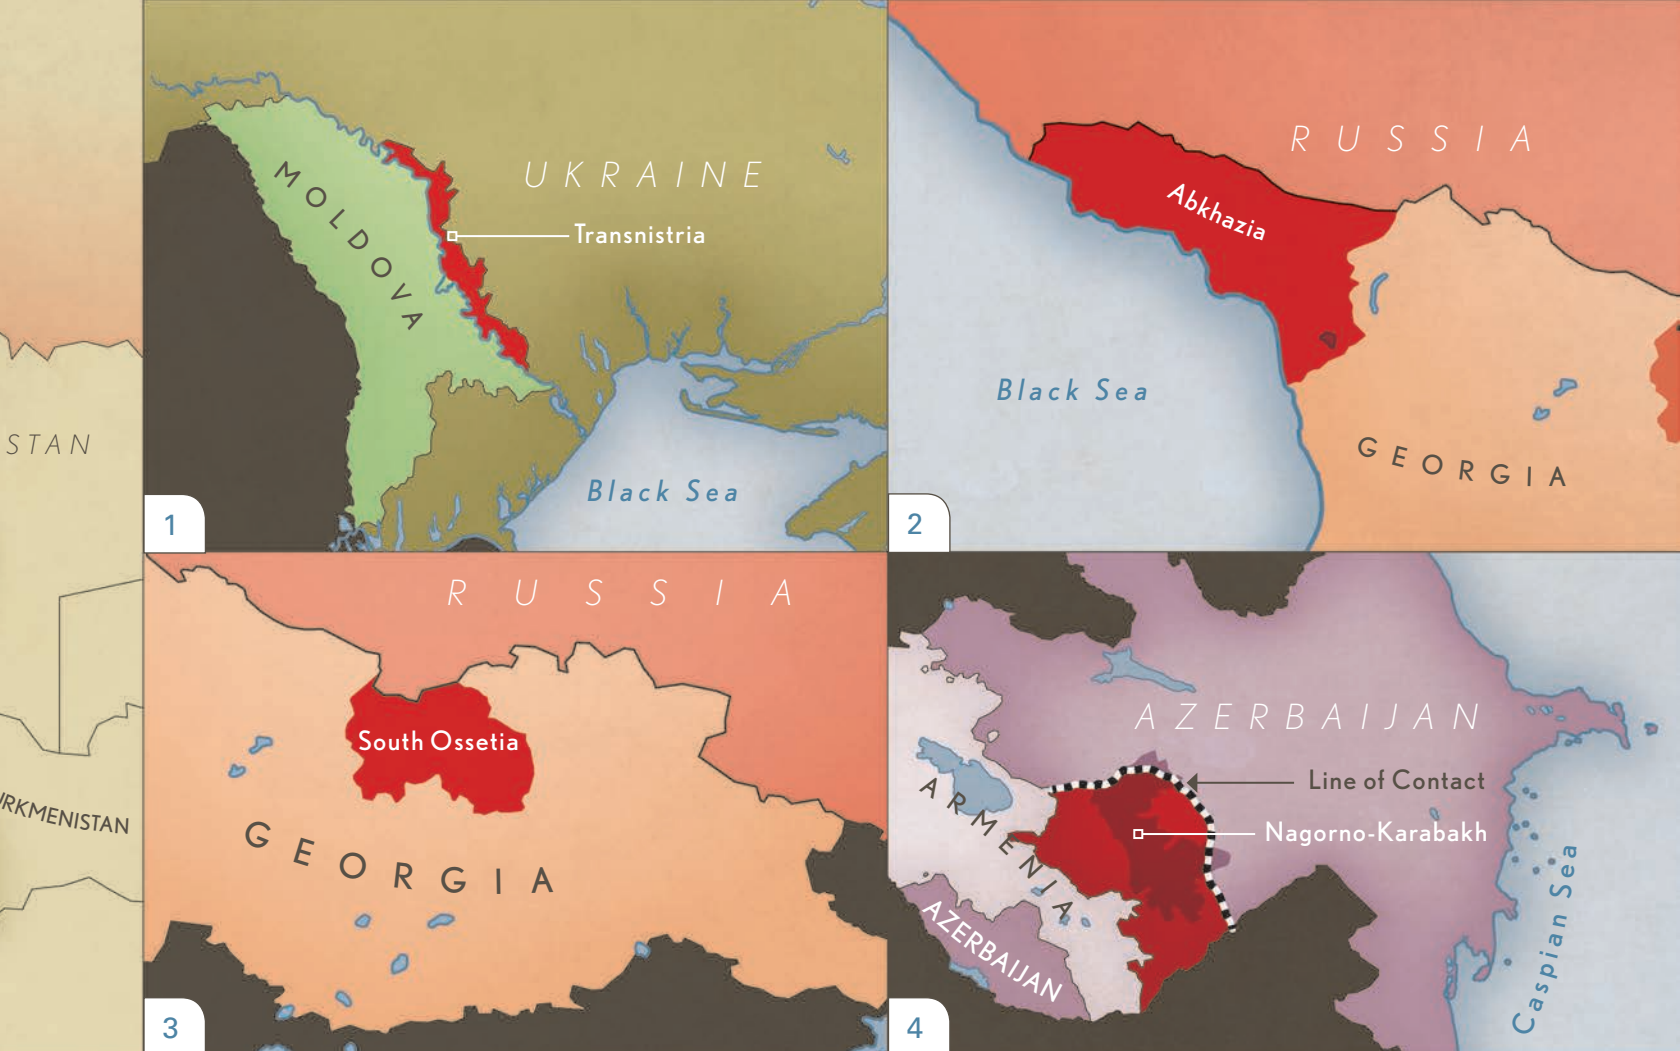 STAN
RKMENISTAN
MOLDOVA
UKRAINE
Transnistria
Black Sea
1
RUSSIA
Abkhazia
Black Sea
GEORGIA
2
RUSSIA
South Ossetia
GEORGIA
3
AZERBAIJAN
Line of Contact
ARMENIA
Nagorno-Karabakh
AZERBAIJAN
Caspian Sea
4